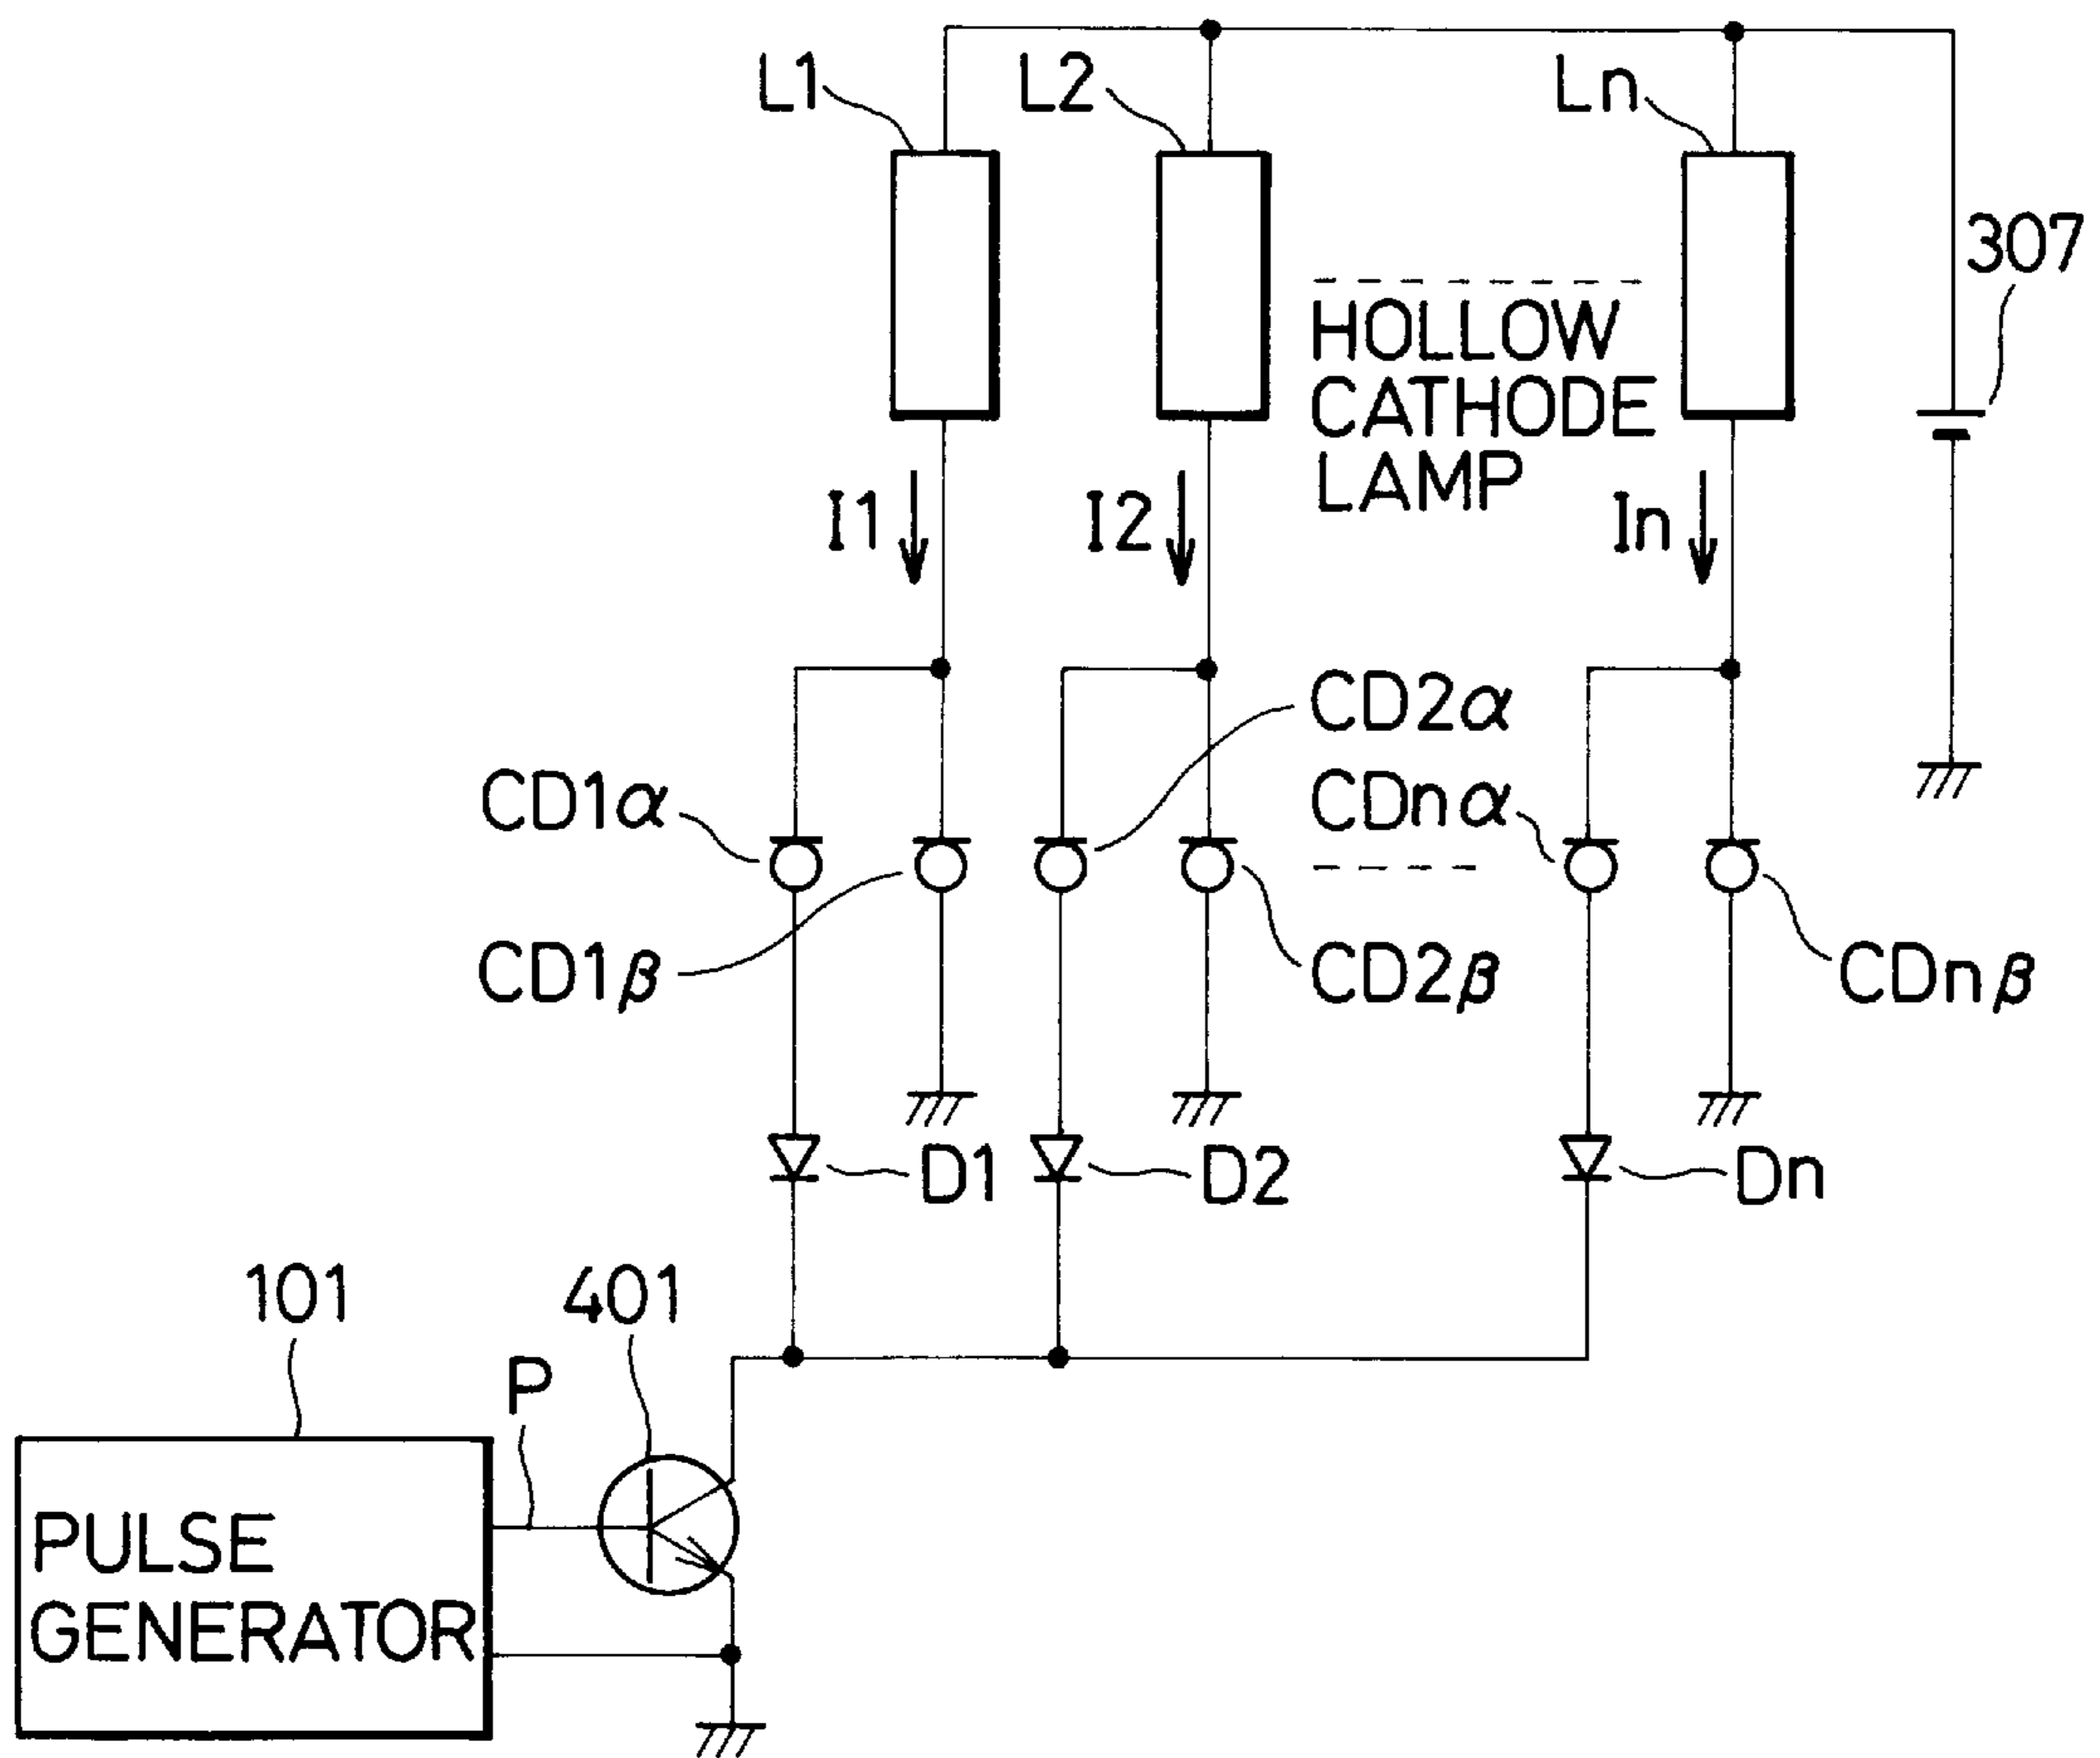 L1
L2
Ln
307
HOLLOW
CATHODE
LAMP
I1
I2
In
CD2α
CD1α
CDnα
CD1β
CD2β
CDnβ
D1
D2
Dn
101
401
P
PULSE
GENERATOR